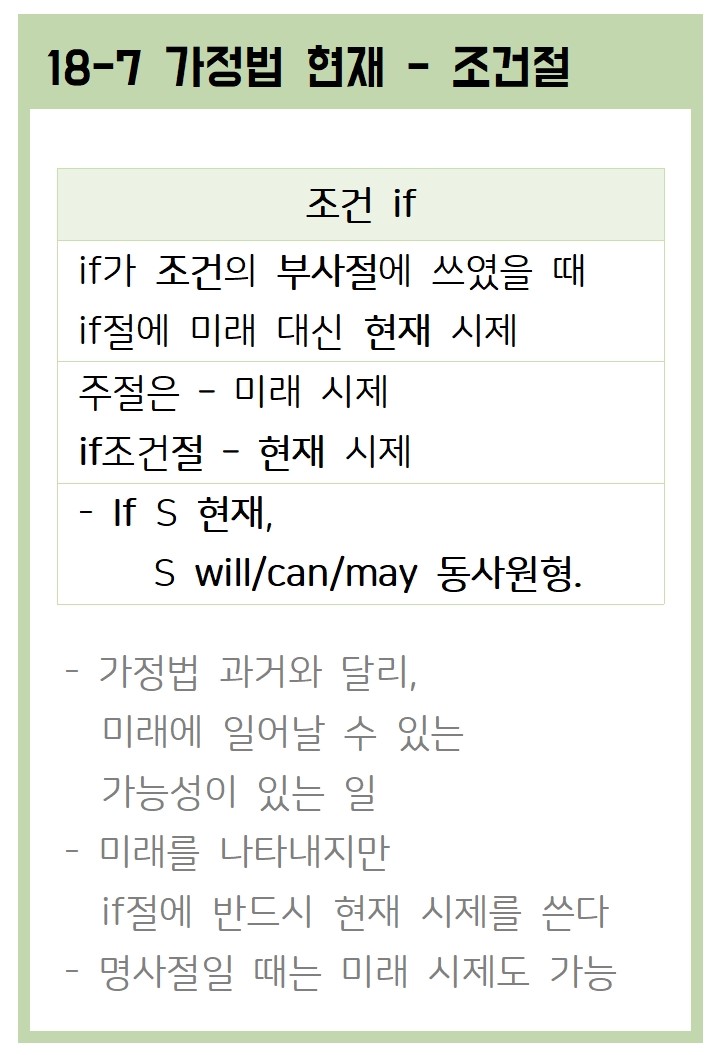 18-7 가정법 현재 - 조건절
조건 if
if가 조건의 부사절에 쓰였을 때
if절에 미래 대신 현재 시제
주절은 - 미래 시제
if조건절 - 현재 시제
- If S 현재,
S will/can/may 동사원형.
- 가정법 과거와 달리,
미래에 일어날 수 있는
가능성이 있는 일
- 미래를 나타내지만
if절에 반드시 현재 시제를 쓴다
- 명사절일 때는 미래 시제도 가능